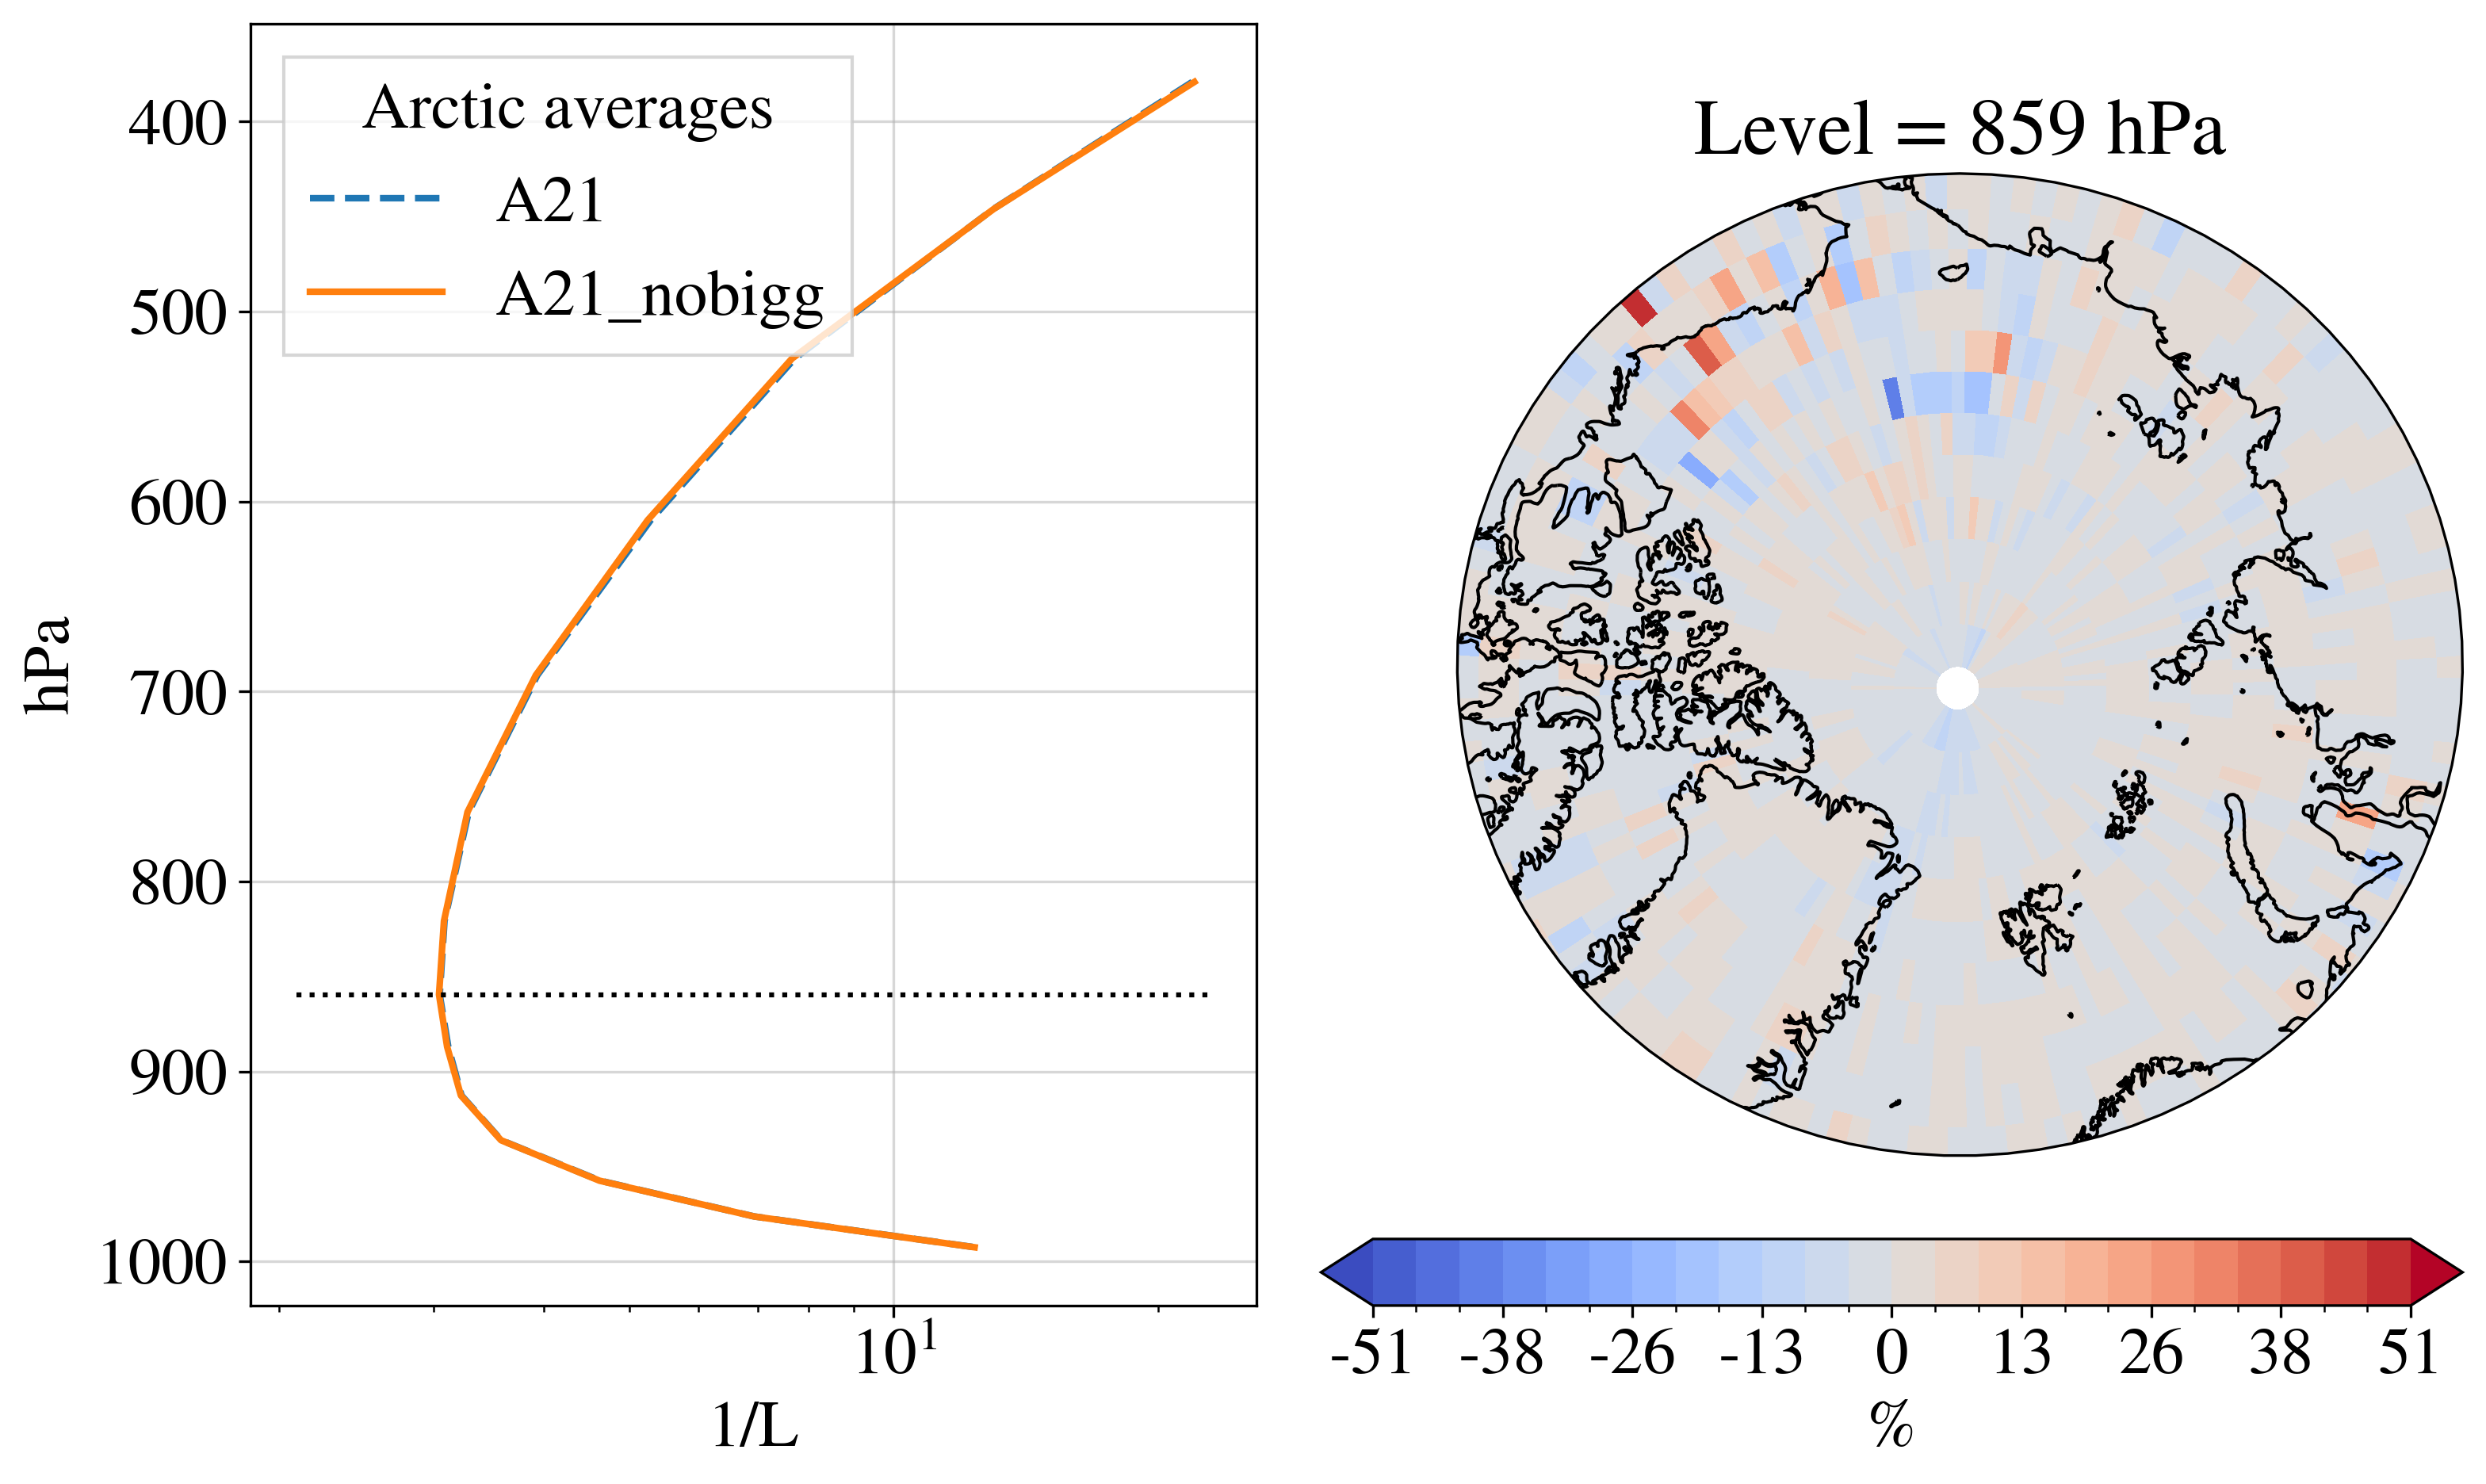 Arctic averages
A21
A21_nobigg
hPa
400
500
600
700
800
900
1000
10¹
1/L
Level = 859 hPa
-51 -38 -26 -13 0 13 26 38 51
%